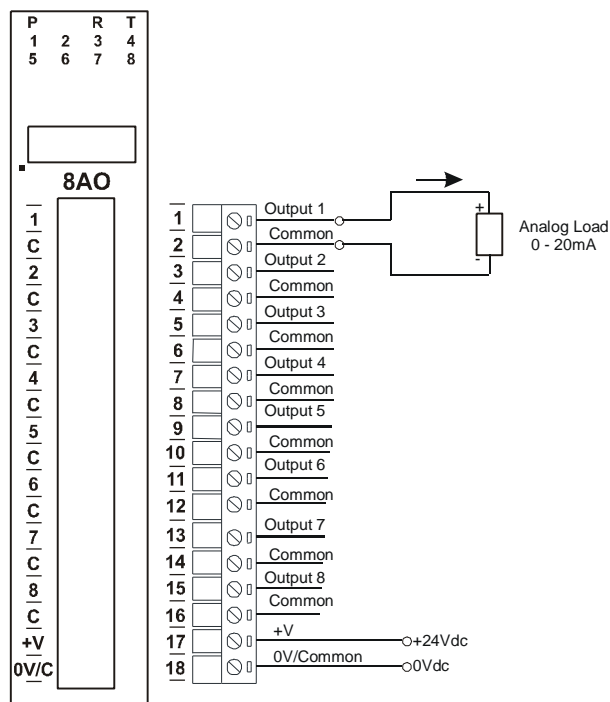 P R T
1 2 3 4
5 6 7 8
8AO
1
C
2
C
3
C
4
C
5
C
6
C
7
C
8
C
+V
0V/C
1 Output 1
2 Common
3 Output 2
4 Common
5 Output 3
6 Common
7 Output 4
8 Common
9 Output 5
10 Common
11 Output 6
12 Common
13 Output 7
14 Common
15 Output 8
16 Common
17 +V +24Vdc
18 0V/Common 0Vdc
+
-
Analog Load
0 - 20mA